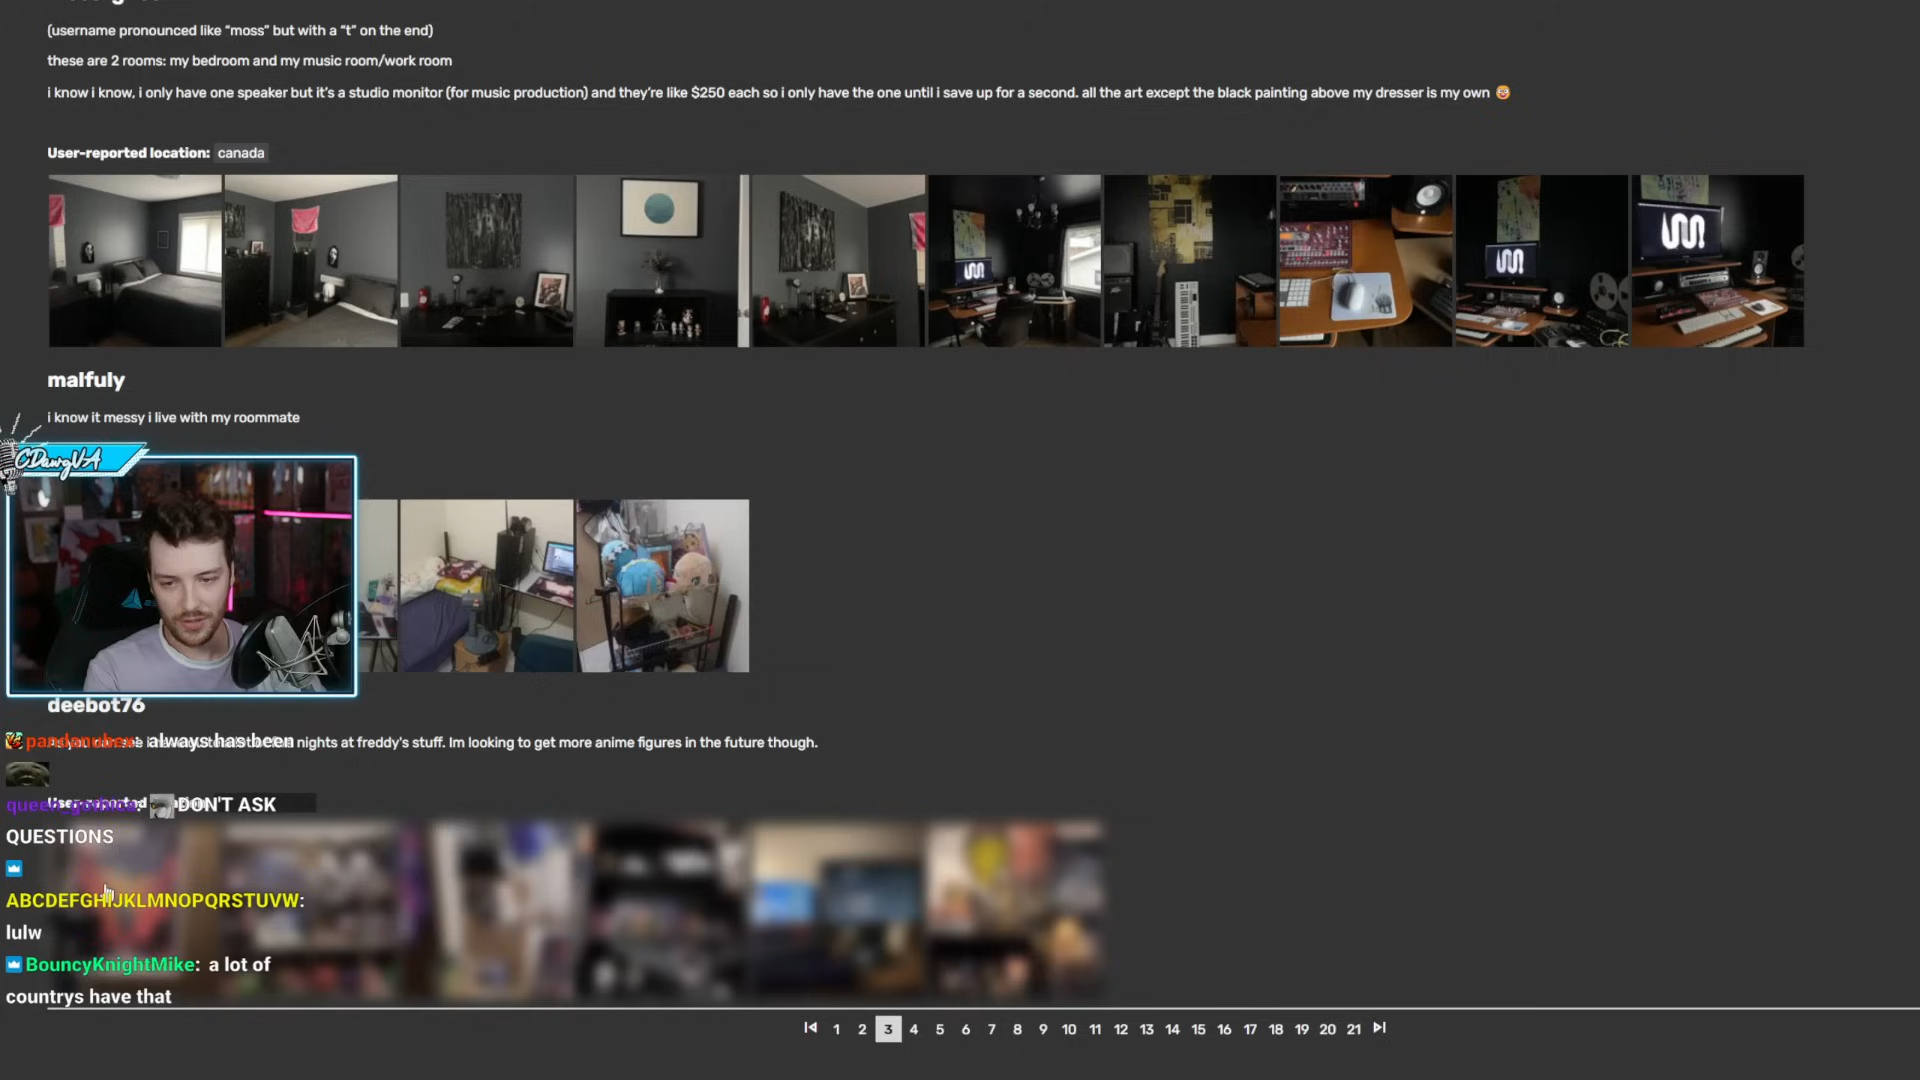 (username pronounced like “moss” but with a “t” on the end)
these are 2 rooms: my bedroom and my music room/work room
i know i know, i only have one speaker but it's a studio monitor (for music production) and they're like $250 each so i only have the one until i save up for a second. all the art except the black painting above my dresser is my own 🤡
User-reported location: canada
malfuly
i know it messy i live with my roommate
CDawgVA
deebot76
nights at freddy's stuff. Im looking to get more anime figures in the future though.
always has been
DON'T ASK
QUESTIONS
ABCDEFGHIJKLMNOPQRSTUVW:
lulw
BouncyKnightMike: a lot of
countrys have that
1 2 3 4 5 6 7 8 9 10 11 12 13 14 15 16 17 18 19 20 21